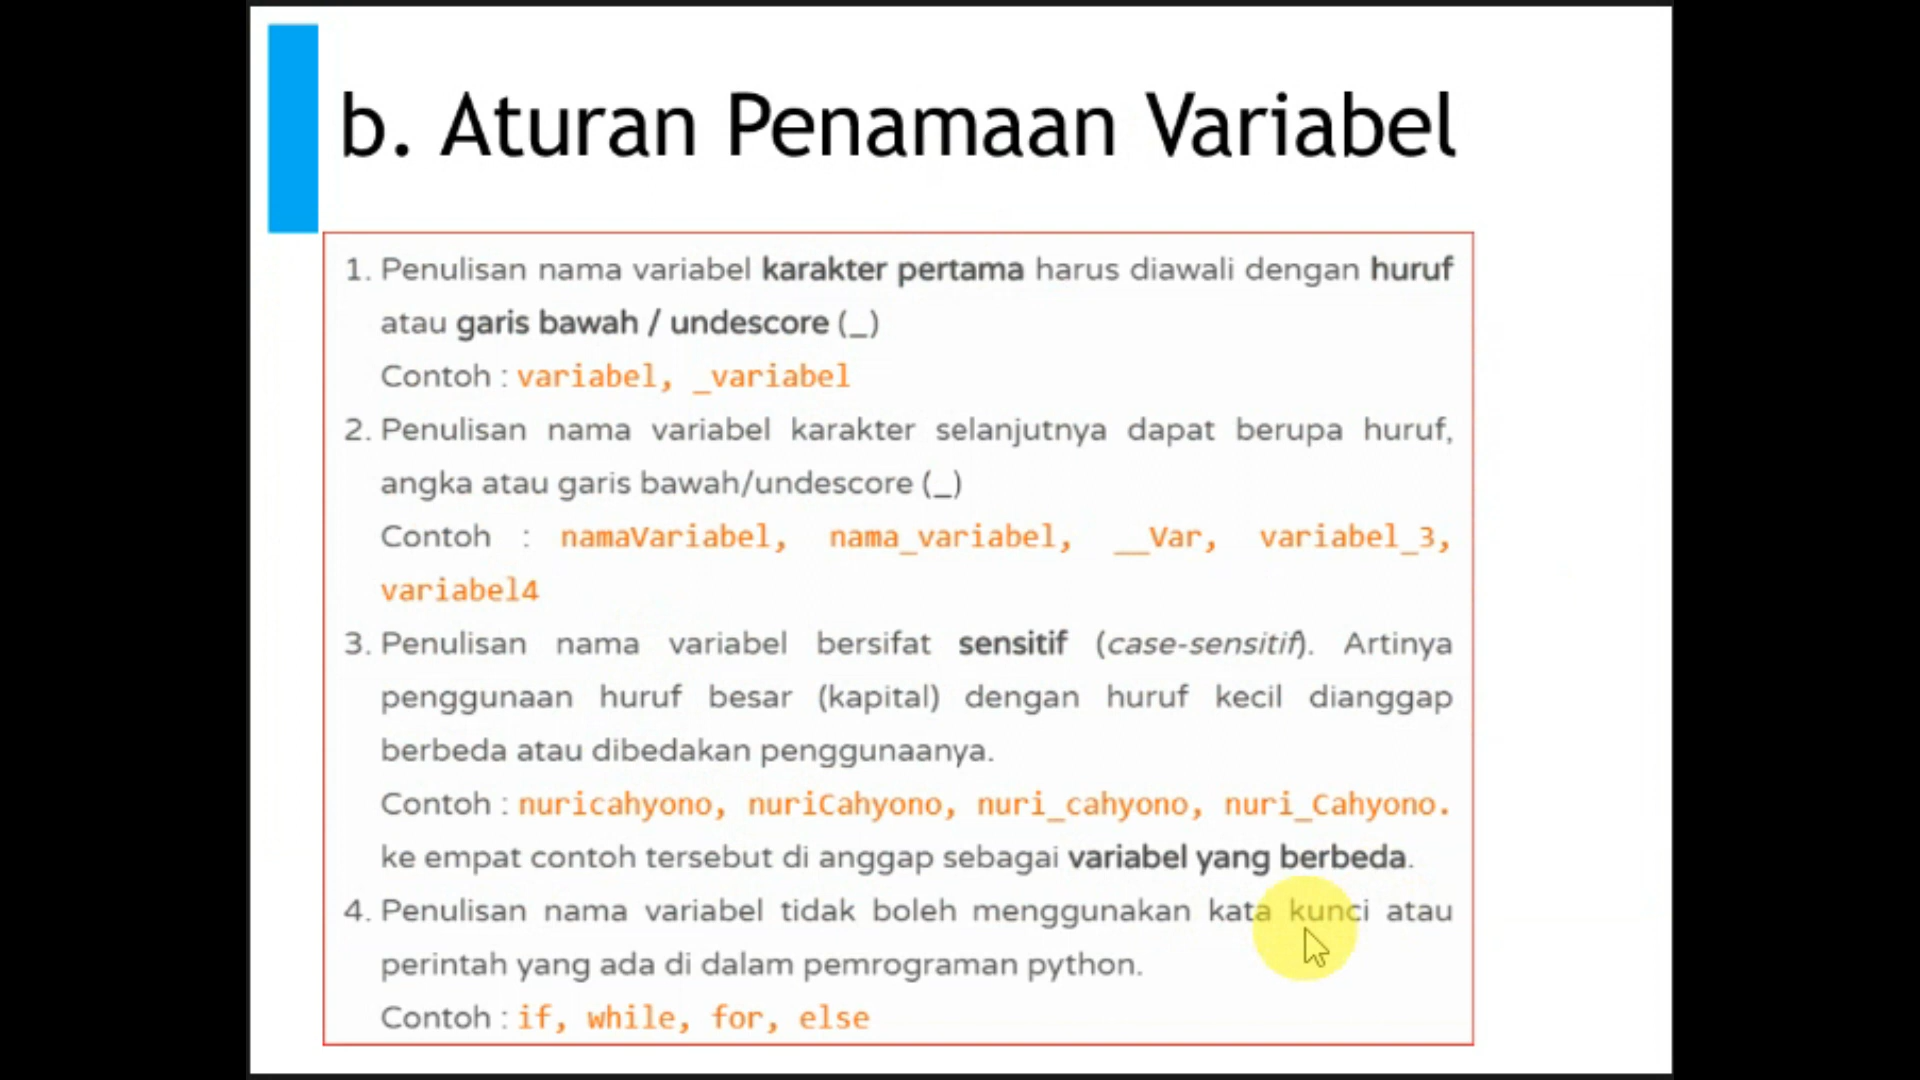 b. Aturan Penamaan Variabel
1. Penulisan nama variabel karakter pertama harus diawali dengan huruf
atau garis bawah / undescore (_)
Contoh : variabel, _variabel
2. Penulisan nama variabel karakter selanjutnya dapat berupa huruf,
angka atau garis bawah/undescore (_)
Contoh : namaVariabel, nama_variabel, __Var, variabel_3,
variabel4
3. Penulisan nama variabel bersifat sensitif (case-sensitif). Artinya
penggunaan huruf besar (kapital) dengan huruf kecil dianggap
berbeda atau dibedakan penggunaanya.
Contoh : nuricahyono, nuriCahyono, nuri_cahyono, nuri_Cahyono.
ke empat contoh tersebut di anggap sebagai variabel yang berbeda.
4. Penulisan nama variabel tidak boleh menggunakan kata kunci atau
perintah yang ada di dalam pemrograman python.
Contoh : if, while, for, else